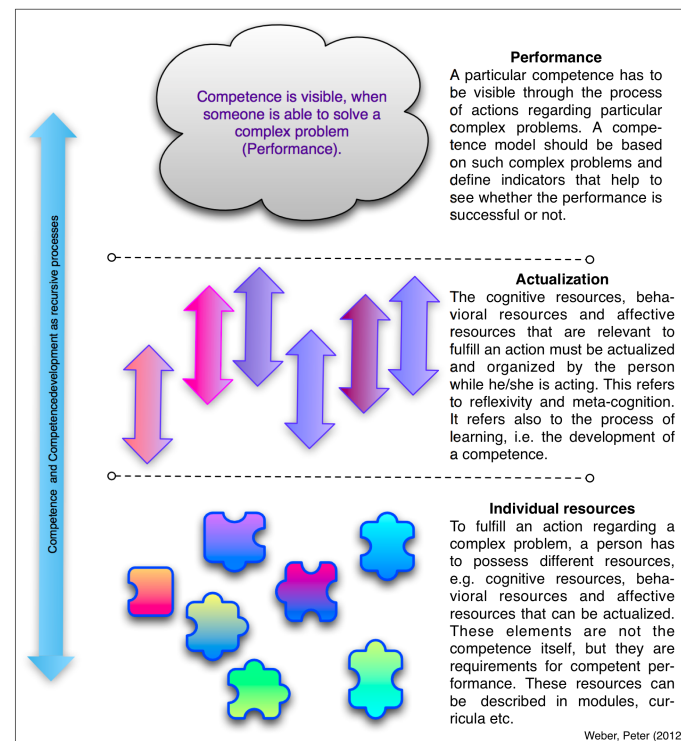 Competence is visible, when
someone is able to solve a
complex problem
(Performance).
Competence and Competencedevelopment as recursive processes
Performance
A particular competence has to
be visible through the process
of actions regarding particular
complex problems. A compe-
tence model should be based
on such complex problems and
define indicators that help to
see whether the performance is
successful or not.
Actualization
The cognitive resources, beha-
vioral resources and affective
resources that are relevant to
fulfill an action must be actualized
and organized by the person
while he/she is acting. This refers
to reflexivity and meta-cognition.
It refers also to the process of
learning, i.e. the development of
a competence.
Individual resources
To fulfill an action regarding a
complex problem, a person has
to possess different resources,
e.g. cognitive resources, beha-
vioral resources and affective
resources that can be actualized.
These elements are not the
competence itself, but they are
requirements for competent per-
formance. These resources can
be described in modules, cur-
ricula etc.
Weber, Peter (2012